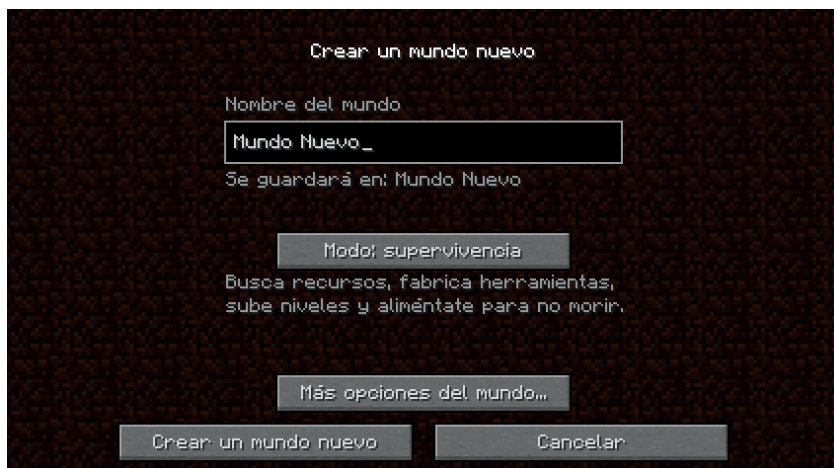 Crear un mundo nuevo
Nombre del mundo
Mundo Nuevo_
Se guardará en: Mundo Nuevo
Modo: supervivencia
Busca recursos, fabrica herramientas,
sube niveles y aliméntate para no morir.
Más opciones del mundo...
Crear un mundo nuevo
Cancelar